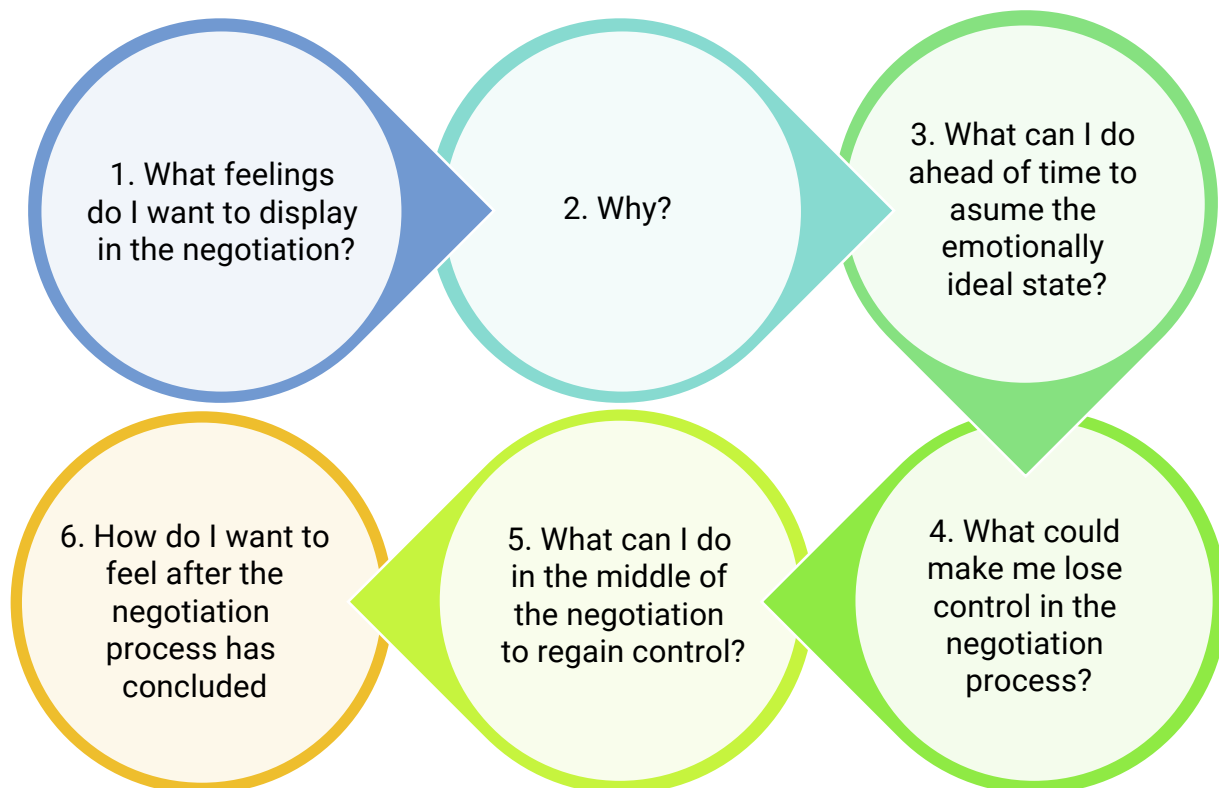 1. What feelings
do I want to display
in the negotiation?
2. Why?
3. What can I do
ahead of time to
asume the
emotionally
ideal state?
4. What could
make me lose
control in the
negotiation
process?
5. What can I do
in the middle of
the negotiation
to regain control?
6. How do I want to
feel after the
negotiation
process has
concluded